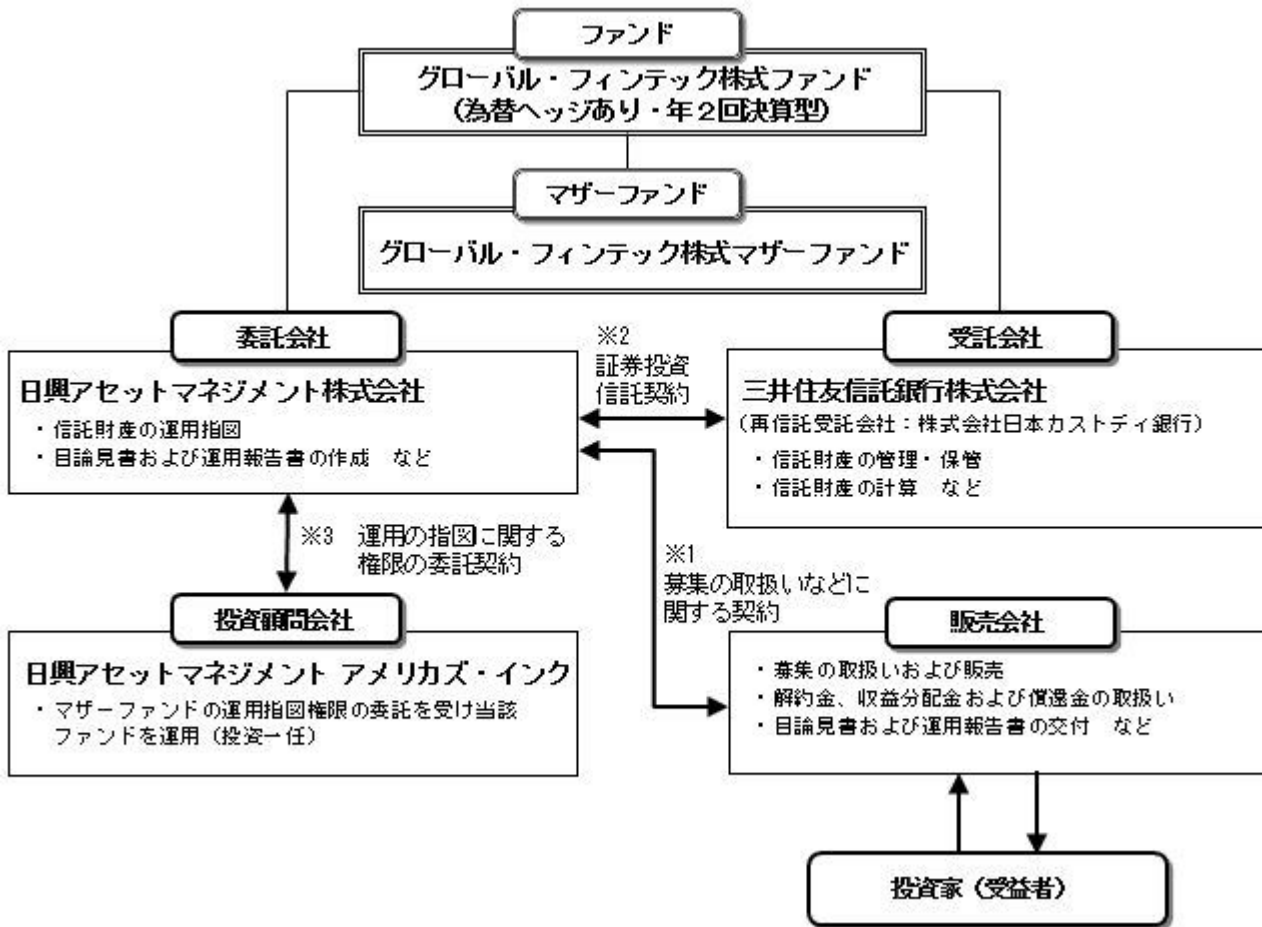 ファンド
グローバル・フィンテック株式ファンド
(為替ヘッジあり・年２回決算型)
マザーファンド
グローバル・フィンテック株式マザーファンド
委託会社
日興アセットマネジメント株式会社
・信託財産の運用指図
・目論見書および運用報告書の作成　など
※2
証券投資
信託契約
受託会社
三井住友信託銀行株式会社
(再信託受託会社：株式会社日本カストディ銀行)
・信託財産の管理・保管
・信託財産の計算　など
※3　運用の指図に関する
権限の委託契約
※1
募集の取扱いなどに
関する契約
投資顧問会社
日興アセットマネジメント アメリカズ・インク
・マザーファンドの運用指図権限の委託を受け当該
ファンドを運用（投資一任）
販売会社
・募集の取扱いおよび販売
・解約金、収益分配金および償還金の取扱い
・目論見書および運用報告書の交付　など
投資家（受益者）